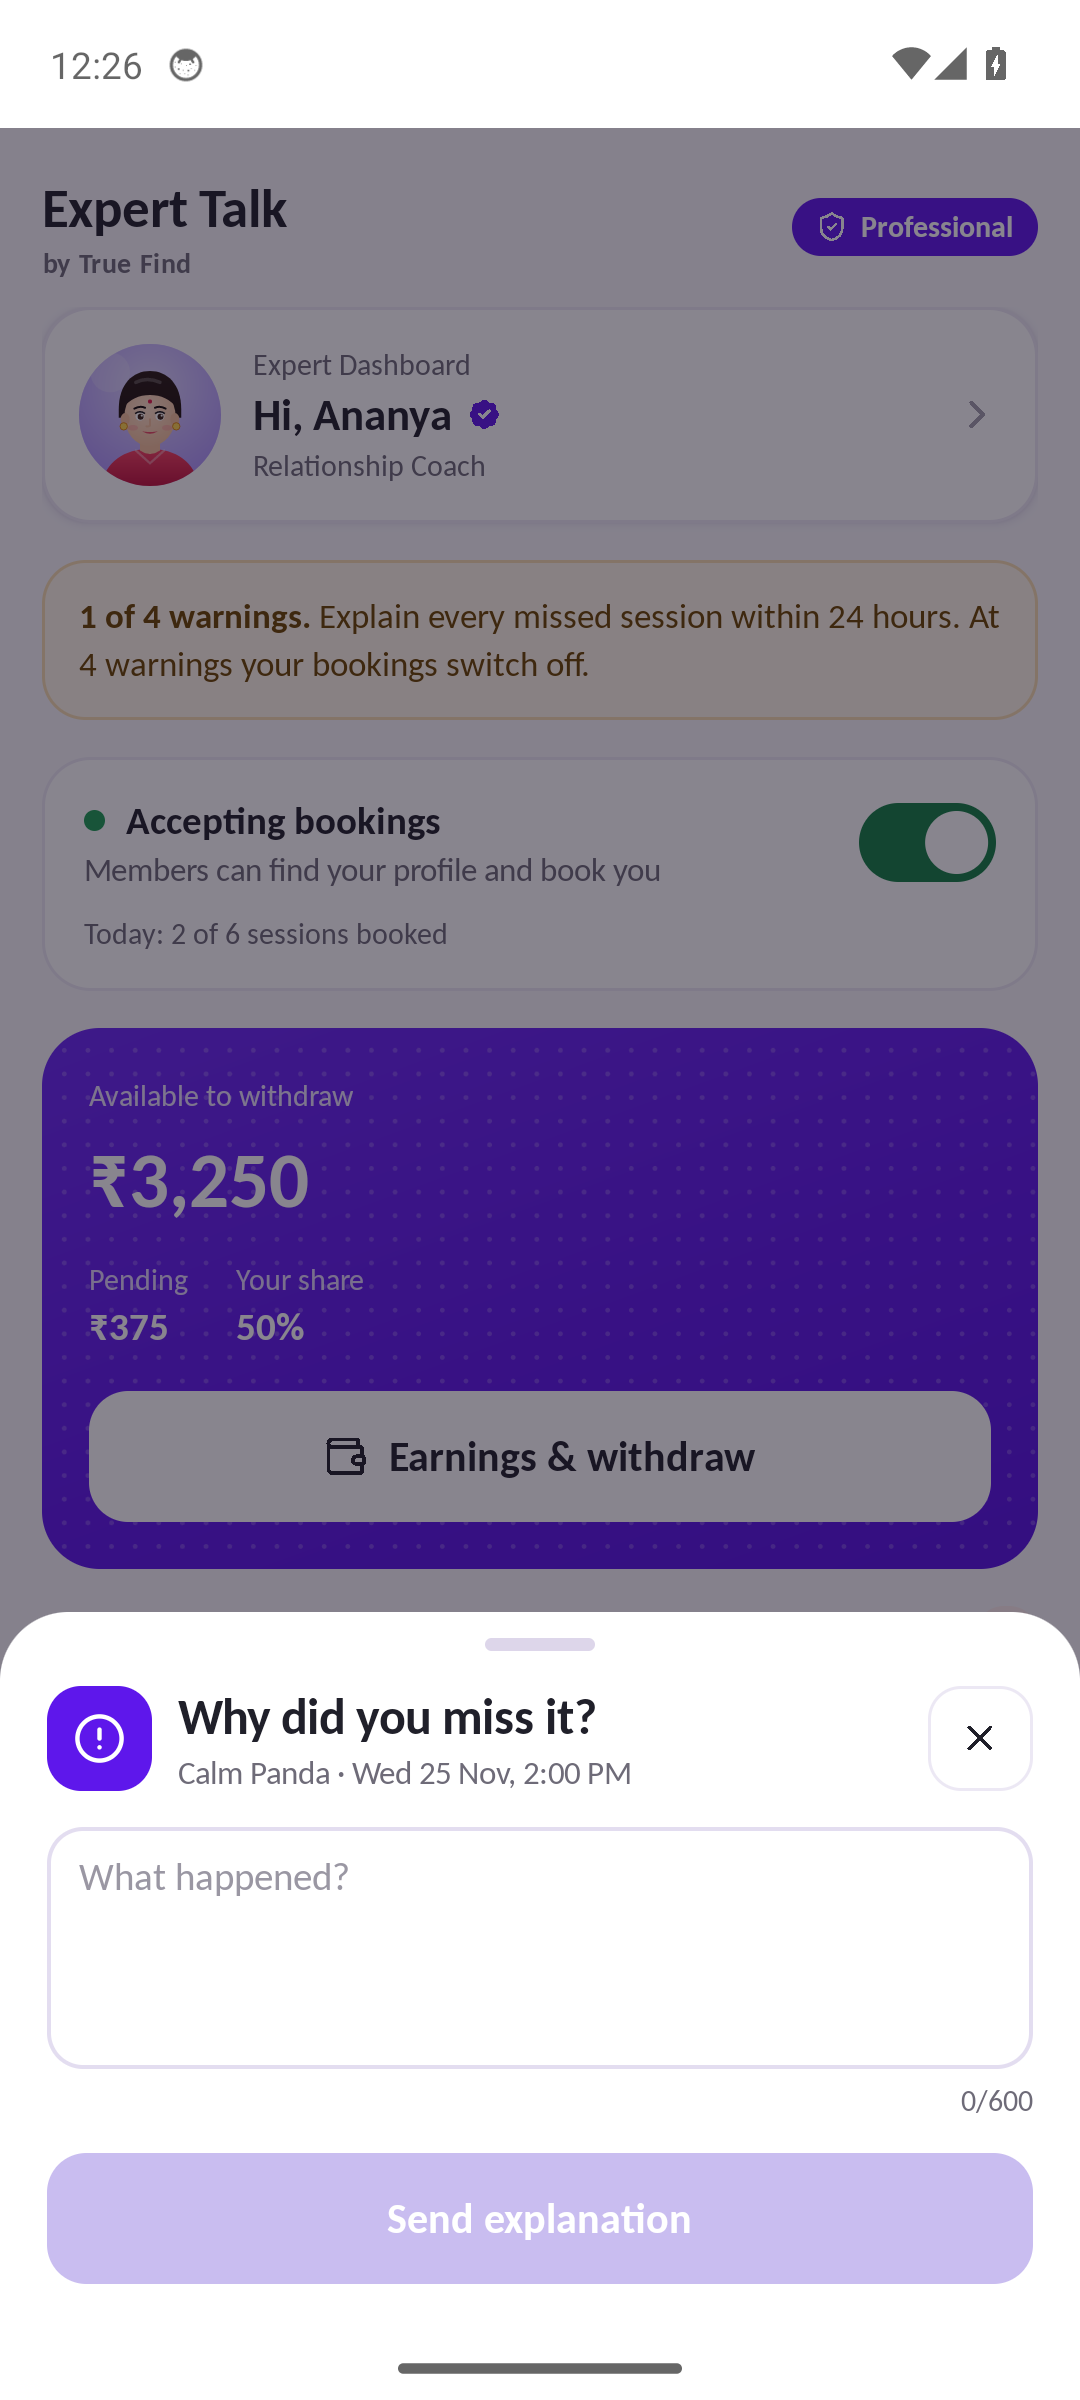 12:26
Expert Talk
by True Find
Professional
Expert Dashboard
Hi, Ananya
Relationship Coach
1 of 4 warnings. Explain every missed session within 24 hours. At
4 warnings your bookings switch off.
Accepting bookings
Members can find your profile and book you
Today: 2 of 6 sessions booked
Available to withdraw
₹3,250
Pending
Your share
₹375
50%
Earnings & withdraw
Why did you miss it?
Calm Panda · Wed 25 Nov, 2:00 PM
What happened?
0/600
Send explanation